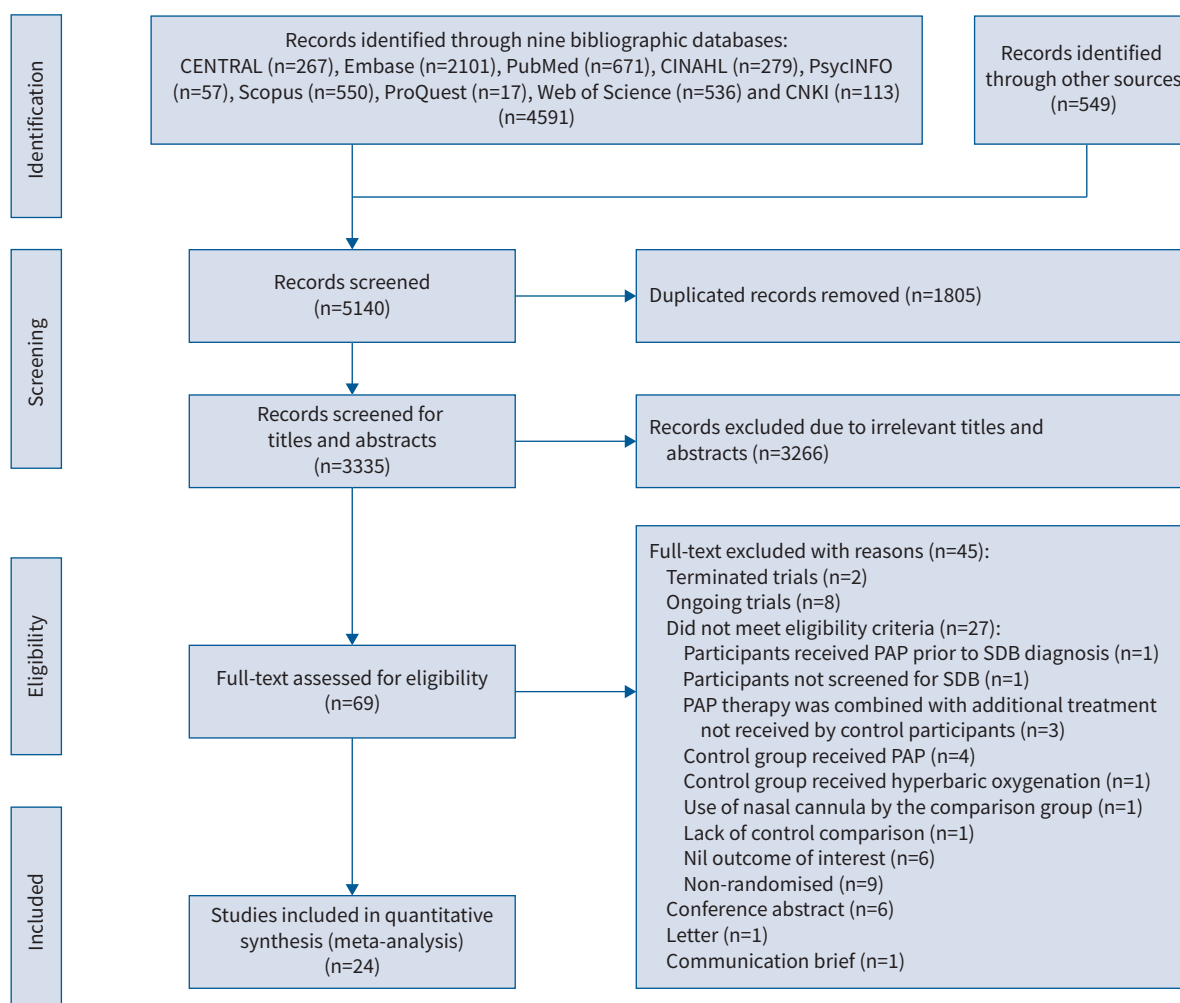 Identification
Records identified through nine bibliographic databases:
CENTRAL (n=267), Embase (n=2101), PubMed (n=671), CINAHL (n=279), PsycINFO
(n=57), Scopus (n=550), ProQuest (n=17), Web of Science (n=536) and CNKI (n=113)
(n=4591)
Records identified
through other sources
(n=549)
Screening
Records screened
(n=5140)
Duplicated records removed (n=1805)
Records screened for
titles and abstracts
(n=3335)
Records excluded due to irrelevant titles and
abstracts (n=3266)
Eligibility
Full-text assessed for eligibility
(n=69)
Full-text excluded with reasons (n=45):
Terminated trials (n=2)
Ongoing trials (n=8)
Did not meet eligibility criteria (n=27):
Participants received PAP prior to SDB diagnosis (n=1)
Participants not screened for SDB (n=1)
PAP therapy was combined with additional treatment
not received by control participants (n=3)
Control group received PAP (n=4)
Control group received hyperbaric oxygenation (n=1)
Use of nasal cannula by the comparison group (n=1)
Lack of control comparison (n=1)
Nil outcome of interest (n=6)
Non-randomised (n=9)
Conference abstract (n=6)
Letter (n=1)
Communication brief (n=1)
Included
Studies included in quantitative
synthesis (meta-analysis)
(n=24)